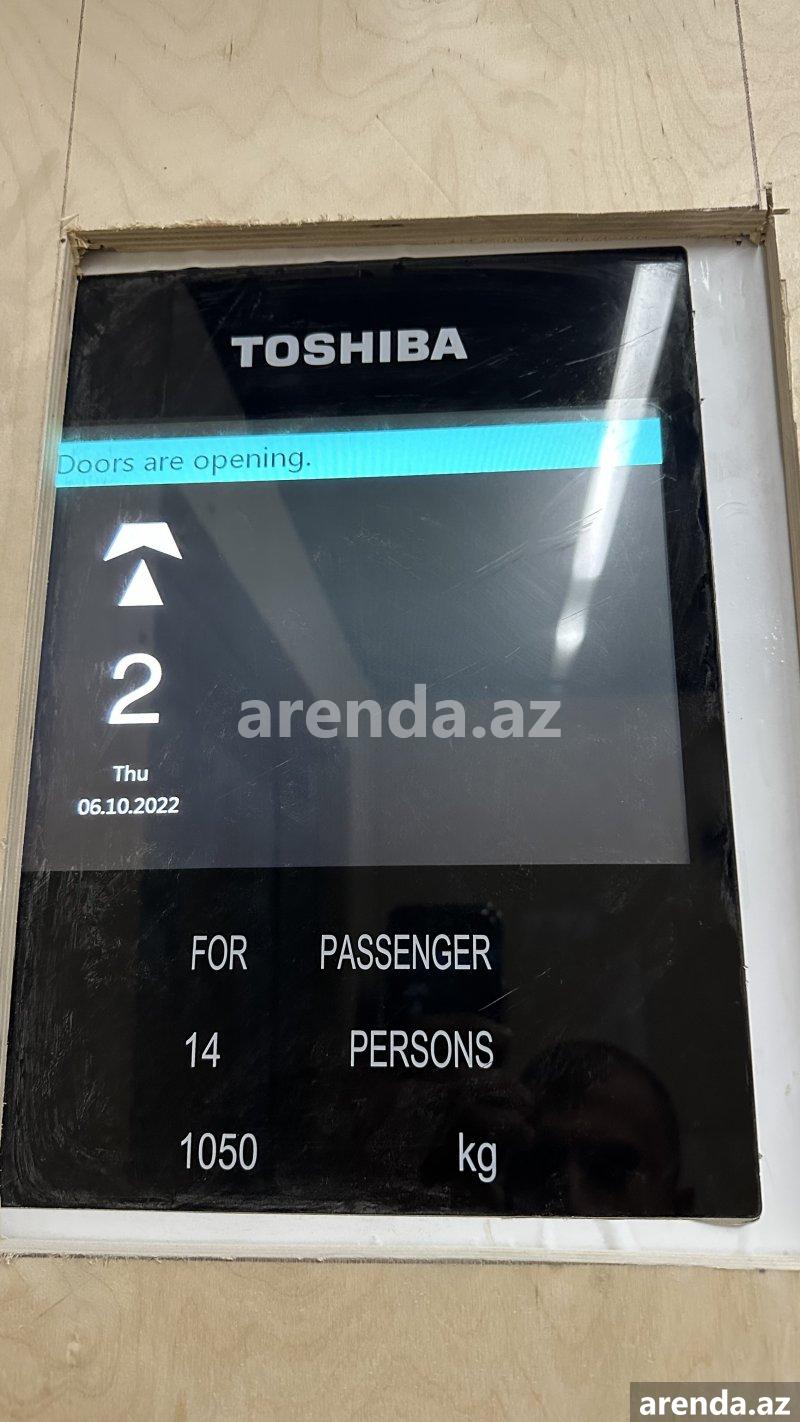 TOSHIBA
Doors are opening.
2
arenda.az
Thu
06.10.2022
FOR PASSENGER
14 PERSONS
1050 kg
arenda.az